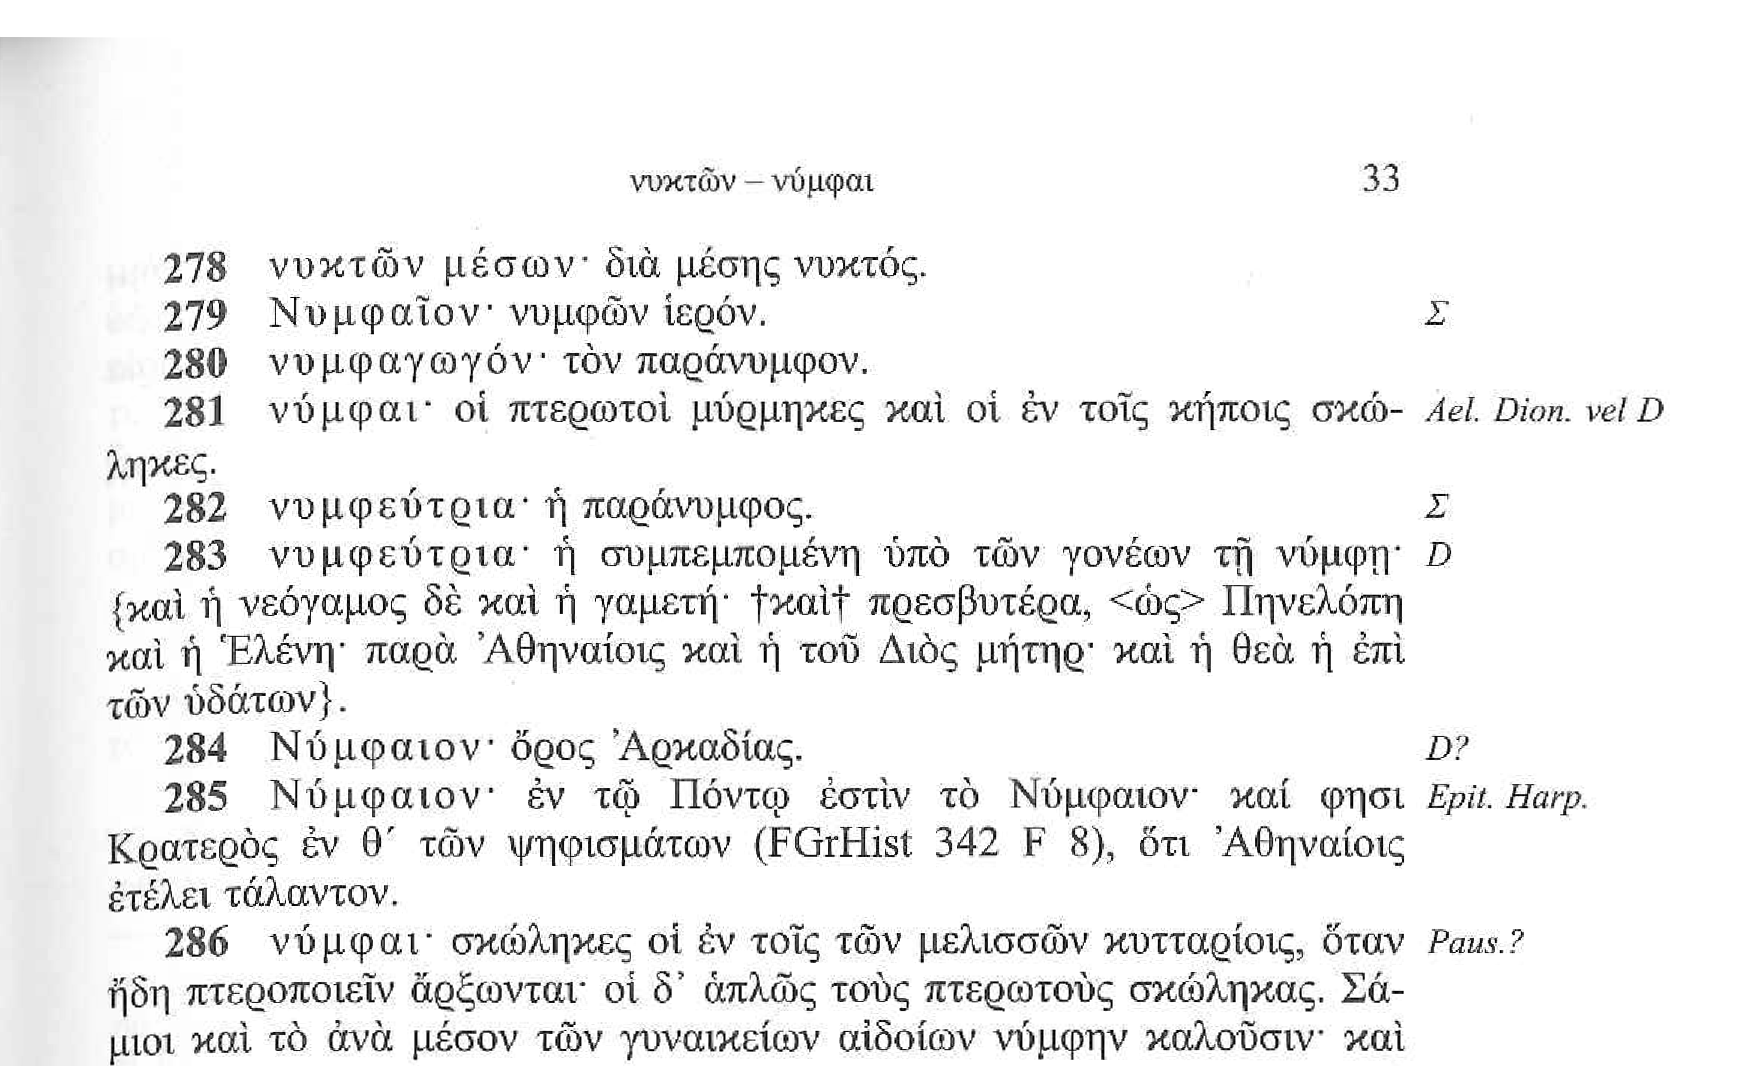 νυκτῶν – νύμφαι 33
278 νυκτῶν μέσων· διὰ μέσης νυκτός.
279 Νυμφαῖον· νυμφῶν ἱερόν. Σ
280 νυμφαγωγόν· τὸν παράνυμφον.
281 νύμφαι· οἱ πτερωτοὶ μύρμηκες καὶ οἱ ἐν τοῖς κήποις σκώ- Ael. Dion. vel D
ληκες.
282 νυμφεύτρια· ἡ παράνυμφος. Σ
283 νυμφεύτρια· ἡ συμπεμπομένη ὑπὸ τῶν γονέων τῇ νύμφῃ· D
{καὶ ἡ νεόγαμος δὲ καὶ ἡ γαμετή· †καὶ† πρεσβυτέρα, <ὡς> Πηνελόπη
καὶ ἡ Ἑλένη· παρὰ Ἀθηναίοις καὶ ἡ τοῦ Διὸς μήτηρ· καὶ ἡ θεὰ ἡ ἐπὶ
τῶν ὑδάτων}.
284 Νύμφαιον· ὄρος Ἀρκαδίας. D?
285 Νύμφαιον· ἐν τῷ Πόντῳ ἐστὶν τὸ Νύμφαιον· καί φησι Epit. Harp.
Κρατερὸς ἐν θ´ τῶν ψηφισμάτων (FGrHist 342 F 8), ὅτι Ἀθηναίοις
ἐτέλει τάλαντον.
286 νύμφαι· σκώληκες οἱ ἐν τοῖς τῶν μελισσῶν κυτταρίοις, ὅταν Paus.?
ἤδη πτεροποιεῖν ἄρξωνται· οἱ δ’ ἁπλῶς τοὺς πτερωτοὺς σκώληκας. Σά-
μιοι καὶ τὸ ἀνὰ μέσον τῶν γυναικείων αἰδοίων νύμφην καλοῦσιν· καὶ